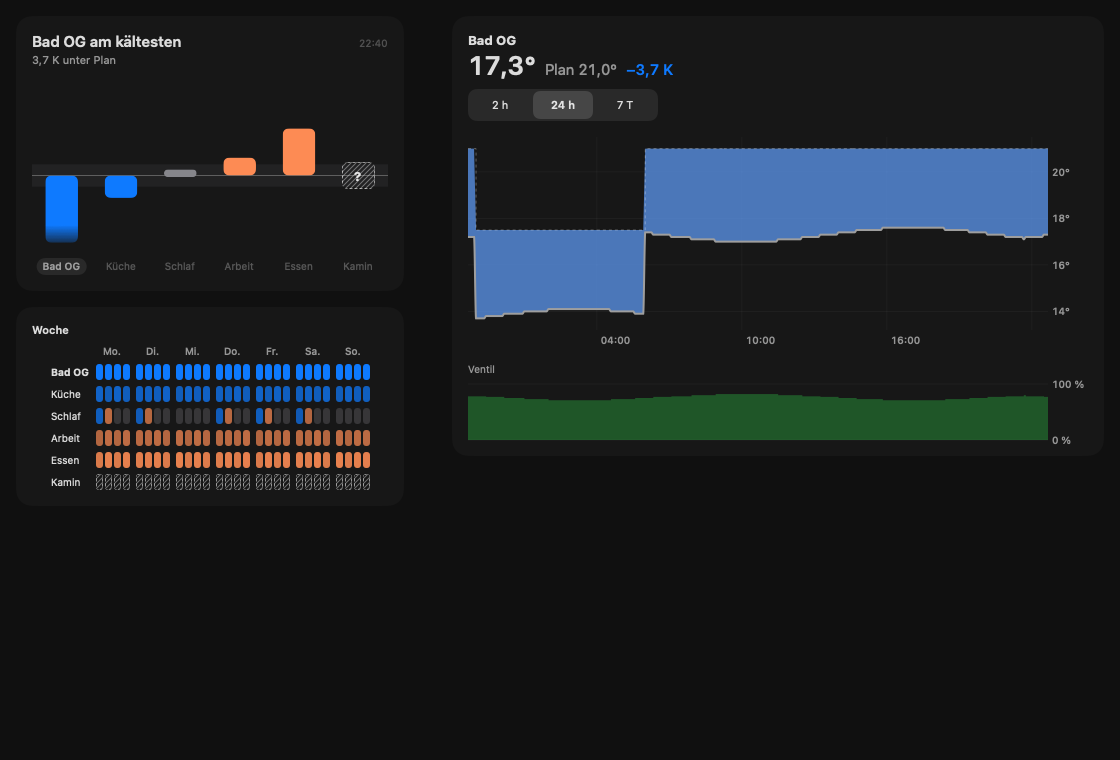 Bad OG am kältesten
22:40
3,7 K unter Plan
?
Bad OG Küche Schlaf Arbeit Essen Kamin
Woche
Mo. Di. Mi. Do. Fr. Sa. So.
Bad OG
Küche
Schlaf
Arbeit
Essen
Kamin
Bad OG
17,3° Plan 21,0° −3,7 K
2 h 24 h 7 T
20°
18°
16°
14°
04:00 10:00 16:00
Ventil
100 %
0 %